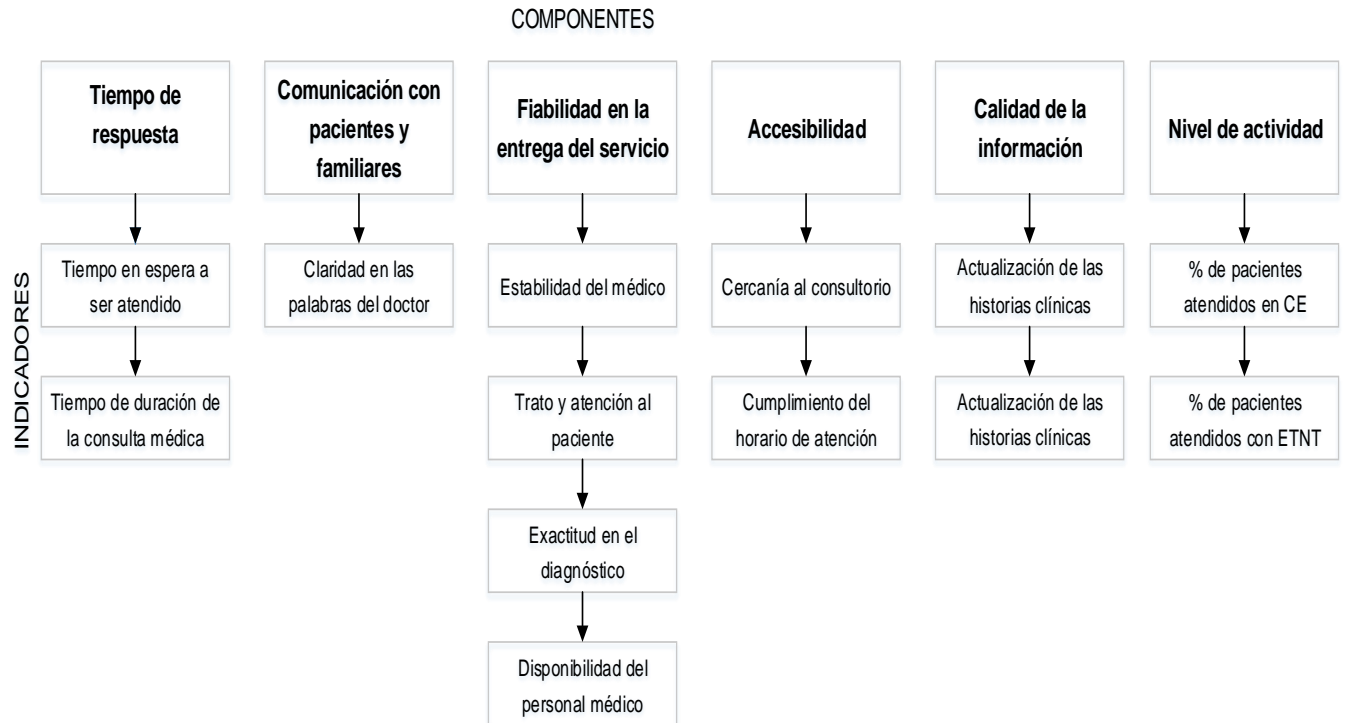 COMPONENTES
Tiempo de
respuesta
Comunicación con
pacientes y
familiares
Fiabilidad en la
entrega del servicio
Accesibilidad
Calidad de la
información
Nivel de actividad
INDICADORES
Tiempo en espera a
ser atendido
Claridad en las
palabras del doctor
Estabilidad del médico
Cercanía al consultorio
Actualización de las
historias clínicas
% de pacientes
atendidos en CE
Tiempo de duración de
la consulta médica
Trato y atención al
paciente
Cumplimiento del
horario de atención
Actualización de las
historias clínicas
% de pacientes
atendidos con ETNT
Exactitud en el
diagnóstico
Disponibilidad del
personal médico